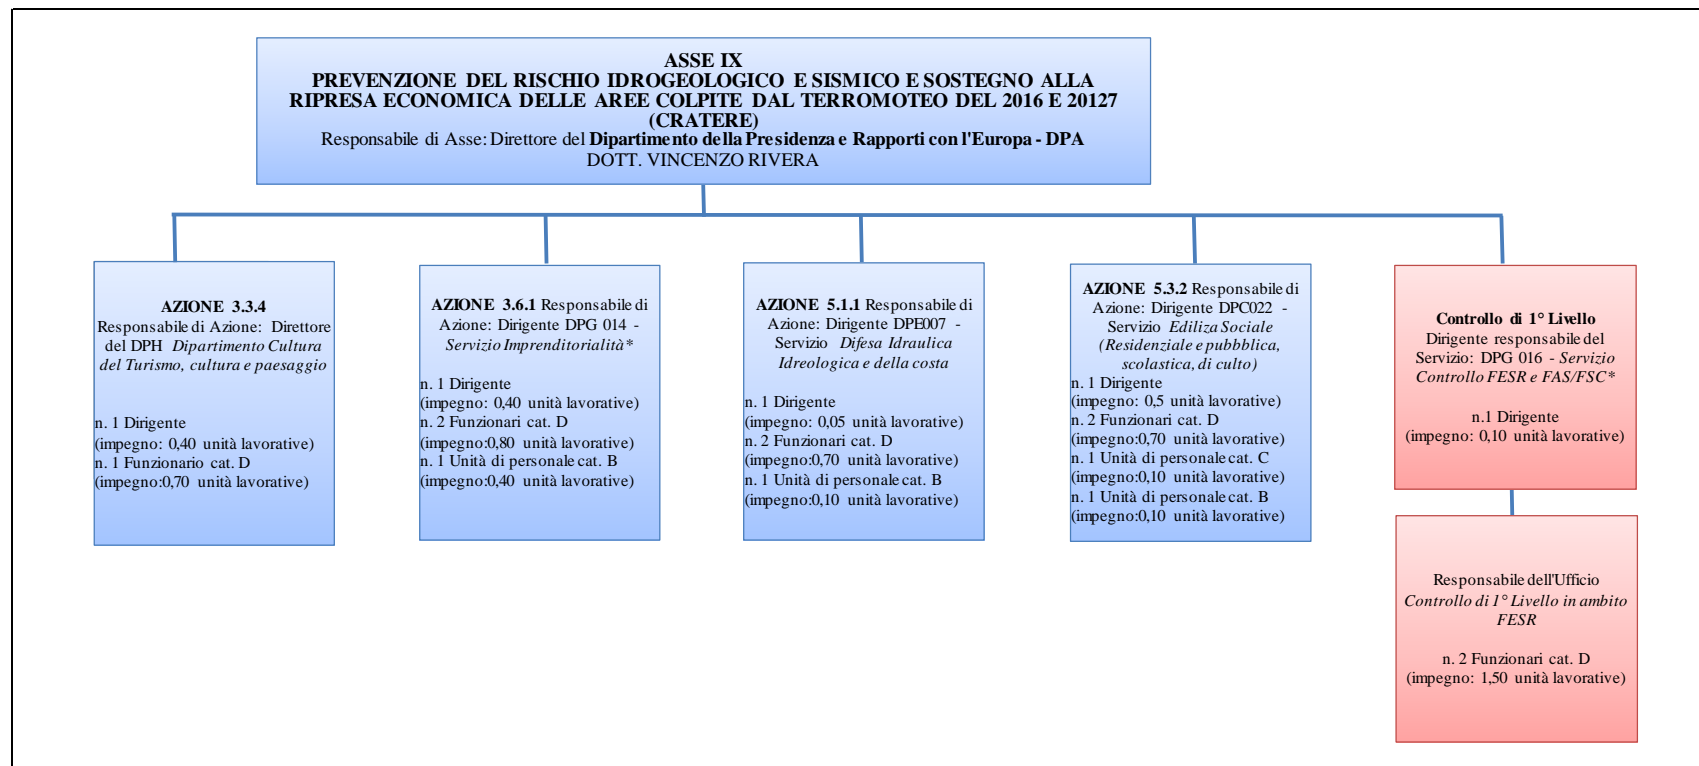 ASSE IX
PREVENZIONE DEL RISCHIO IDROGEOLOGICO E SISMICO E SOSTEGNO ALLA
RIPRESA ECONOMICA DELLE AREE COLPITE DAL TERROMOTEO DEL 2016 E 20127
(CRATERE)
Responsabile di Asse: Direttore del Dipartimento della Presidenza e Rapporti con l'Europa - DPA
DOTT. VINCENZO RIVERA
AZIONE 3.3.4
Responsabile di Azione: Direttore
del DPH Dipartimento Cultura
del Turismo, cultura e paesaggio
n. 1 Dirigente
(impegno: 0,40 unità lavorative)
n. 1 Funzionario cat. D
(impegno:0,70 unità lavorative)
AZIONE 3.6.1 Responsabile di
Azione: Dirigente DPG 014 -
Servizio Imprenditorialità*
n. 1 Dirigente
(impegno: 0,40 unità lavorative)
n. 2 Funzionari cat. D
(impegno:0,80 unità lavorative)
n. 1 Unità di personale cat. B
(impegno:0,40 unità lavorative)
AZIONE 5.1.1 Responsabile di
Azione: Dirigente DPE007 -
Servizio Difesa Idraulica
Idreologica e della costa
n. 1 Dirigente
(impegno: 0,05 unità lavorative)
n. 2 Funzionari cat. D
(impegno:0,70 unità lavorative)
n. 1 Unità di personale cat. B
(impegno:0,10 unità lavorative)
AZIONE 5.3.2 Responsabile di
Azione: Dirigente DPC022 -
Servizio Ediliza Sociale
(Residenziale e pubbblica,
scolastica, di culto)
n. 1 Dirigente
(impegno: 0,5 unità lavorative)
n. 2 Funzionari cat. D
(impegno:0,70 unità lavorative)
n. 1 Unità di personale cat. C
(impegno:0,10 unità lavorative)
n. 1 Unità di personale cat. B
(impegno:0,10 unità lavorative)
Controllo di 1° Livello
Dirigente responsabile del
Servizio: DPG 016 - Servizio
Controllo FESR e FAS/FSC*
n.1 Dirigente
(impegno: 0,10 unità lavorative)
Responsabile dell'Ufficio
Controllo di 1° Livello in ambito
FESR
n. 2 Funzionari cat. D
(impegno: 1,50 unità lavorative)